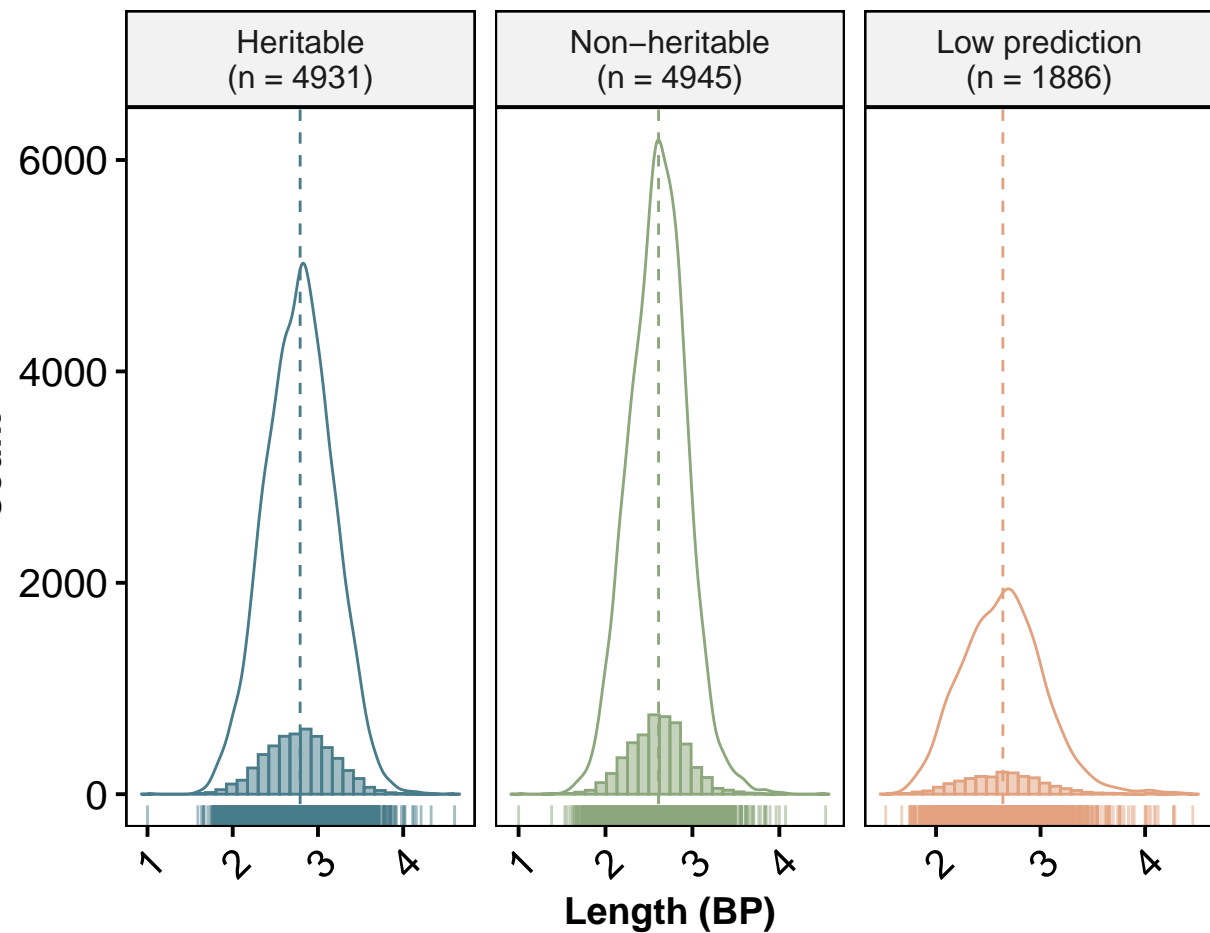 Heritable
(n = 4931)
Non−heritable
(n = 4945)
Low prediction
(n = 1886)
6000
4000
2000
0
1 2 3 4
1 2 3 4
2 3 4
Length (BP)